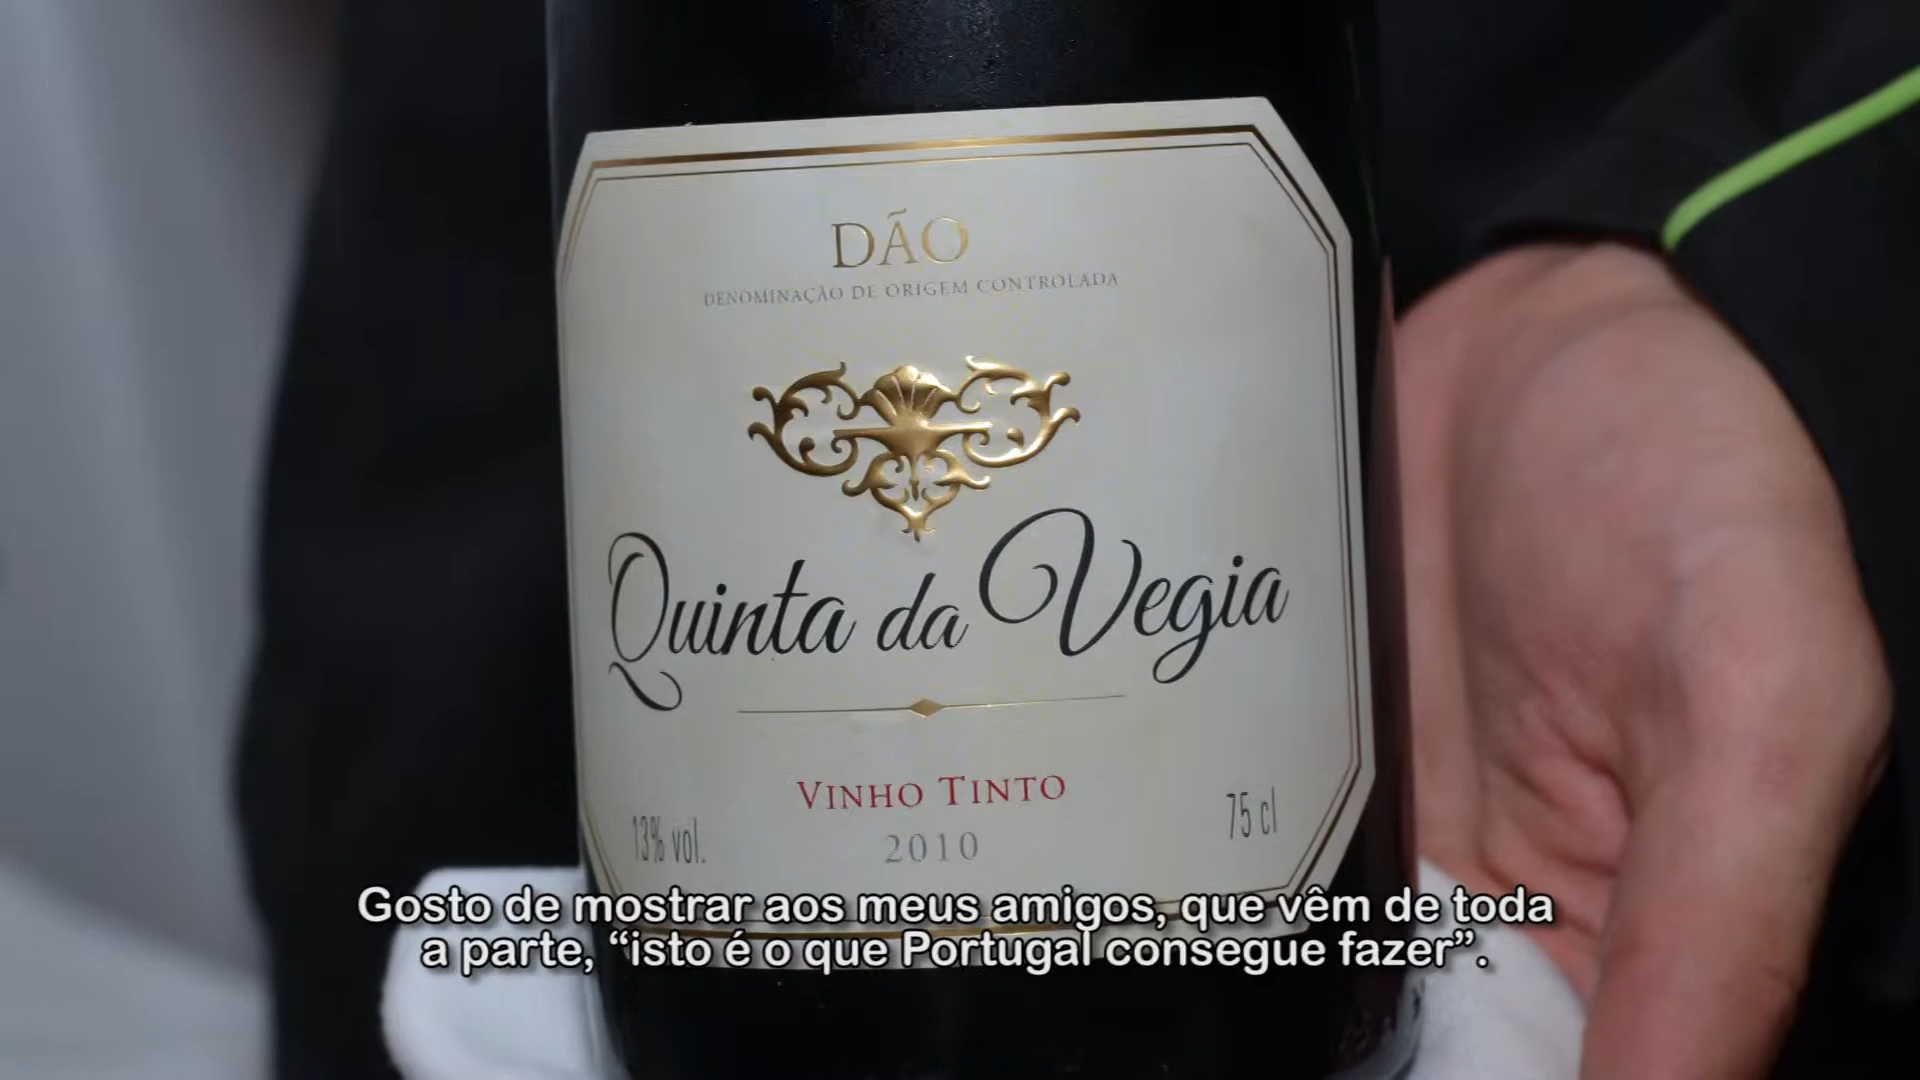 DÃO
DENOMINAÇÃO DE ORIGEM CONTROLADA
Quinta da Vegia
VINHO TINTO
13% vol.
2010
75 cl
Gosto de mostrar aos meus amigos, que vêm de toda
a parte, “isto é o que Portugal consegue fazer”.